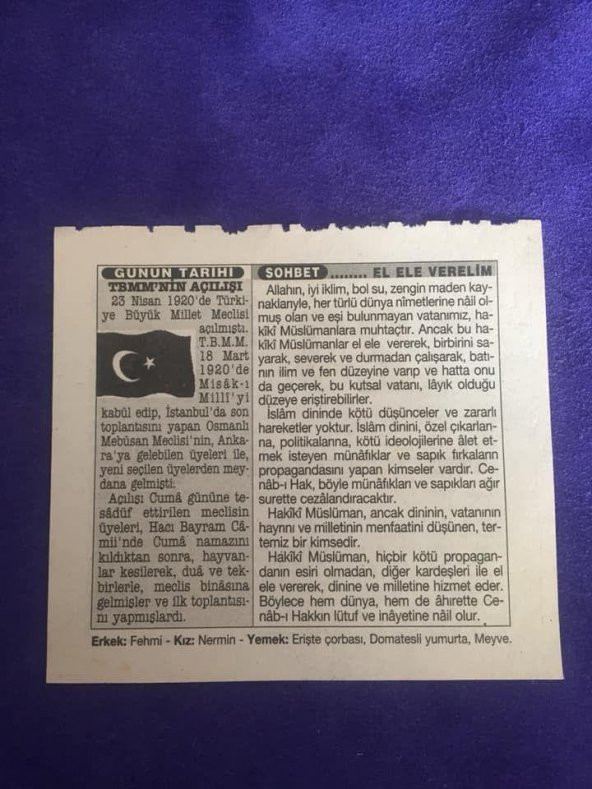 GÜNÜN TARİHİ
TBMM'NİN AÇILIŞI
23 Nisan 1920'de Türki-
ye Büyük Millet Meclisi
açılmıştı.
T.B.M.M.
18 Mart
1920'de
Misâk-ı
Millî'yi
kabûl edip, İstanbul'da son
toplantısını yapan Osmanlı
Mebûsan Meclisi'nin, Anka-
ra'ya gelebilen üyeleri ile,
yeni seçilen üyelerden mey-
dana gelmişti.
Açılışı Cumâ gününe te-
sâdüf ettirilen meclisin
üyeleri, Hacı Bayram Câ-
mii'nde Cumâ namazını
kıldıktan sonra, hayvan-
lar kesilerek, duâ ve tek-
birlerle, meclis binâsına
gelmişler ve ilk toplantısı-
nı yapmışlardı.
SOHBET ........ EL ELE VERELİM
Allahın, iyi iklim, bol su, zengin maden kay-
naklarıyle, her türlü dünya nîmetlerine nâil ol-
muş olan ve eşi bulunmayan vatanımız, ha-
kîkî Müslümanlara muhtaçtır. Ancak bu ha-
kîkî Müslümanlar el ele vererek, birbirini sa-
yarak, severek ve durmadan çalışarak, batı-
nın ilim ve fen düzeyine varıp ve hatta onu
da geçerek, bu kutsal vatanı, lâyık olduğu
düzeye eriştirebilirler.
İslâm dininde kötü düşünceler ve zararlı
hareketler yoktur. İslâm dinini, özel çıkarları-
na, politikalarına, kötü ideolojilerine âlet et-
mek isteyen münâfıklar ve sapık fırkaların
propagandasını yapan kimseler vardır. Ce-
nâb-ı Hak, böyle münâfıkları ve sapıkları ağır
surette cezâlandıracaktır.
Hakîkî Müslüman, ancak dininin, vatanının
hayrını ve milletinin menfaatini düşünen, ter-
temiz bir kimsedir.
Hakîkî Müslüman, hiçbir kötü propagan-
danın esiri olmadan, diğer kardeşleri ile el
ele vererek, dinine ve milletine hizmet eder.
Böylece hem dünya, hem de âhırette Ce-
nâb-ı Hakkın lûtuf ve inâyetine nâil olur.
Erkek: Fehmi - Kız: Nermin - Yemek: Erişte çorbası, Domatesli yumurta, Meyve.